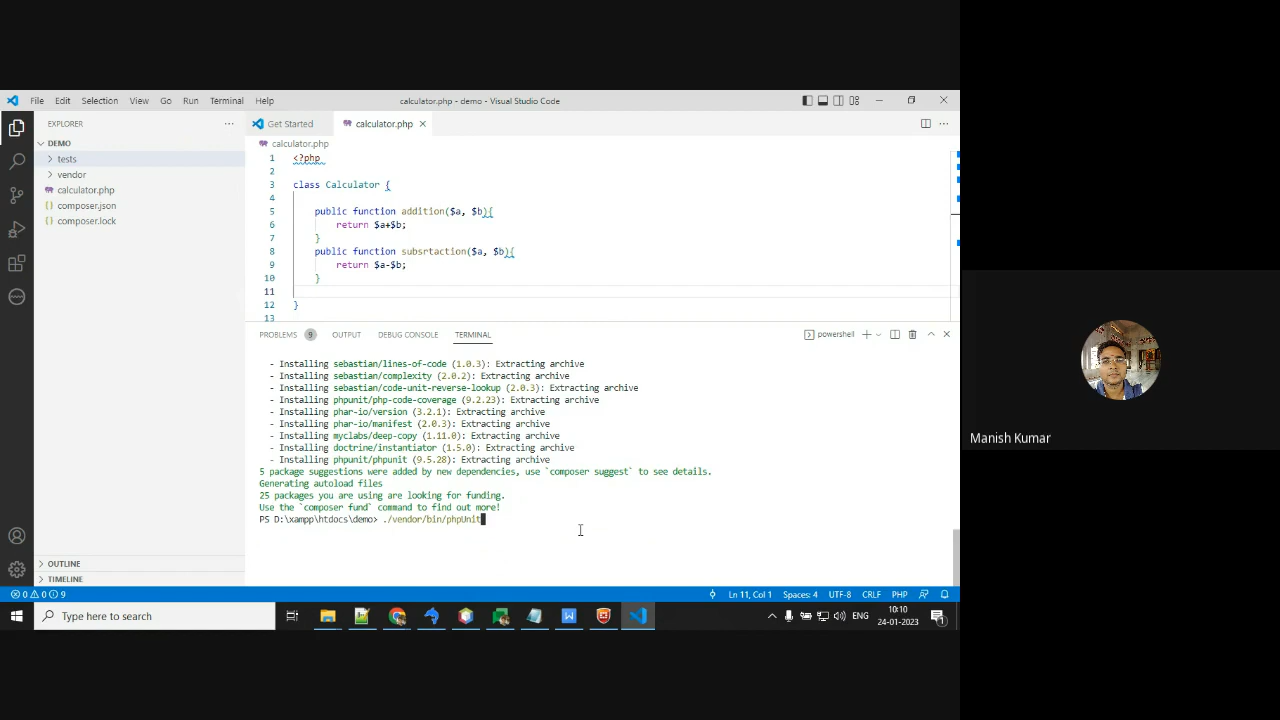 File Edit Selection View Go Run Terminal Help calculator.php - demo - Visual Studio Code
EXPLORER
Get Started calculator.php
DEMO
calculator.php
tests
vendor
calculator.php
composer.json
composer.lock
1 <?php
2
3 class Calculator {
4
5 public function addition($a, $b){
6 return $a+$b;
7 }
8 public function subsrtaction($a, $b){
9 return $a-$b;
10 }
11
12 }
13
PROBLEMS 9 OUTPUT DEBUG CONSOLE TERMINAL powershell
- Installing sebastian/lines-of-code (1.0.3): Extracting archive
- Installing sebastian/complexity (2.0.2): Extracting archive
- Installing sebastian/code-unit-reverse-lookup (2.0.3): Extracting archive
- Installing phpunit/php-code-coverage (9.2.23): Extracting archive
- Installing phar-io/version (3.2.1): Extracting archive
- Installing phar-io/manifest (2.0.3): Extracting archive
- Installing myclabs/deep-copy (1.11.0): Extracting archive
- Installing doctrine/instantiator (1.5.0): Extracting archive
- Installing phpunit/phpunit (9.5.28): Extracting archive
5 package suggestions were added by new dependencies, use `composer suggest` to see details.
Generating autoload files
25 packages you are using are looking for funding.
Use the `composer fund` command to find out more!
PS D:\xampp\htdocs\demo> ./vendor/bin/phpUnit
OUTLINE
TIMELINE
0 0 9 Ln 11, Col 1 Spaces: 4 UTF-8 CRLF PHP
Type here to search
ENG
10:10
24-01-2023
1
Manish Kumar